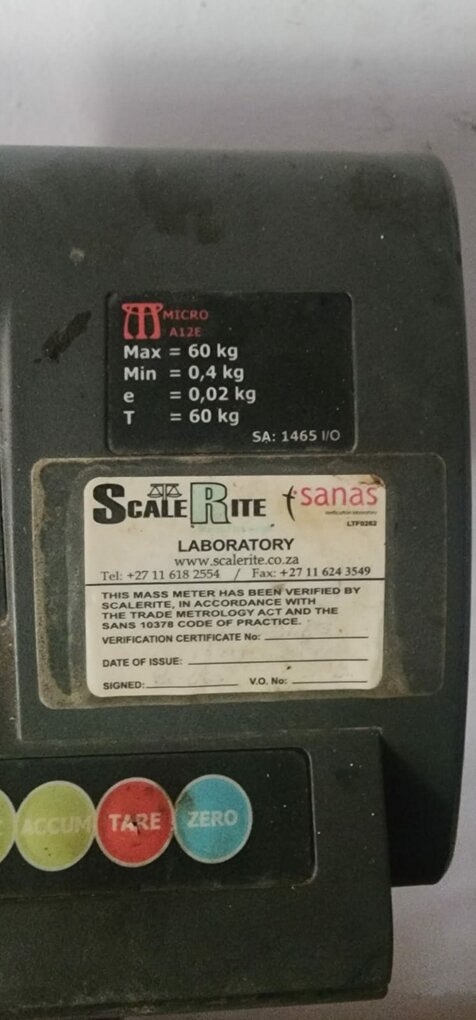 MICRO
A12E
Max = 60 kg
Min = 0,4 kg
e = 0,02 kg
T = 60 kg
SA: 1465 I/O
SCALERITE sanas
verification laboratory
LTF0262
LABORATORY
www.scalerite.co.za
Tel: +27 11 618 2554 / Fax: +27 11 624 3549
THIS MASS METER HAS BEEN VERIFIED BY
SCALERITE, IN ACCORDANCE WITH
THE TRADE METROLOGY ACT AND THE
SANS 10378 CODE OF PRACTICE.
VERIFICATION CERTIFICATE No:
DATE OF ISSUE:
SIGNED: V.O. No:
ACCUM TARE ZERO